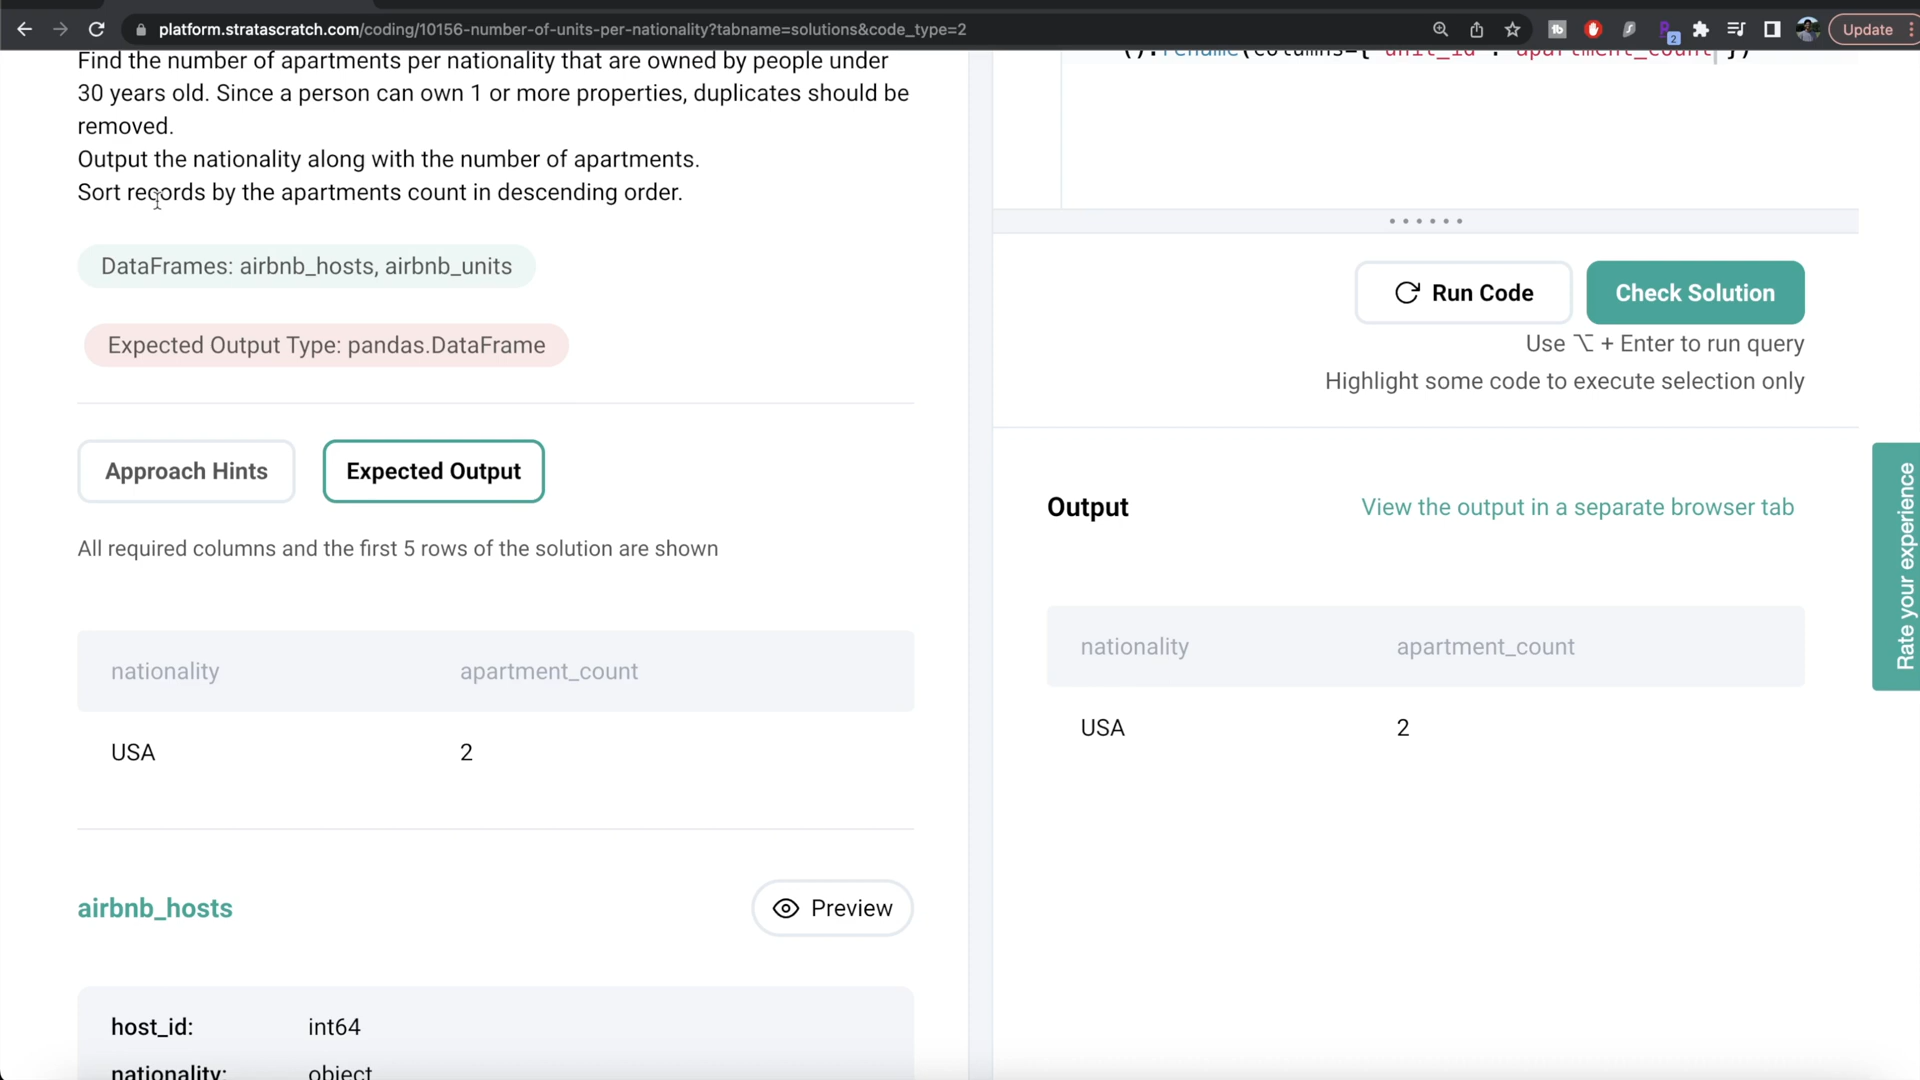 platform.stratascratch.com/coding/10156-number-of-units-per-nationality?tabname=solutions&code_type=2
2
Update
Find the number of apartments per nationality that are owned by people under
30 years old. Since a person can own 1 or more properties, duplicates should be
removed.
Output the nationality along with the number of apartments.
Sort records by the apartments count in descending order.
DataFrames: airbnb_hosts, airbnb_units
Expected Output Type: pandas.DataFrame
Approach Hints
Expected Output
All required columns and the first 5 rows of the solution are shown
nationality apartment_count
USA 2
airbnb_hosts
Preview
host_id: int64
nationality: object
().rename(columns={'unit_id':'apartment_count'})
Run Code
Check Solution
Use ⌥ + Enter to run query
Highlight some code to execute selection only
Output
View the output in a separate browser tab
nationality apartment_count
USA 2
Rate your experience